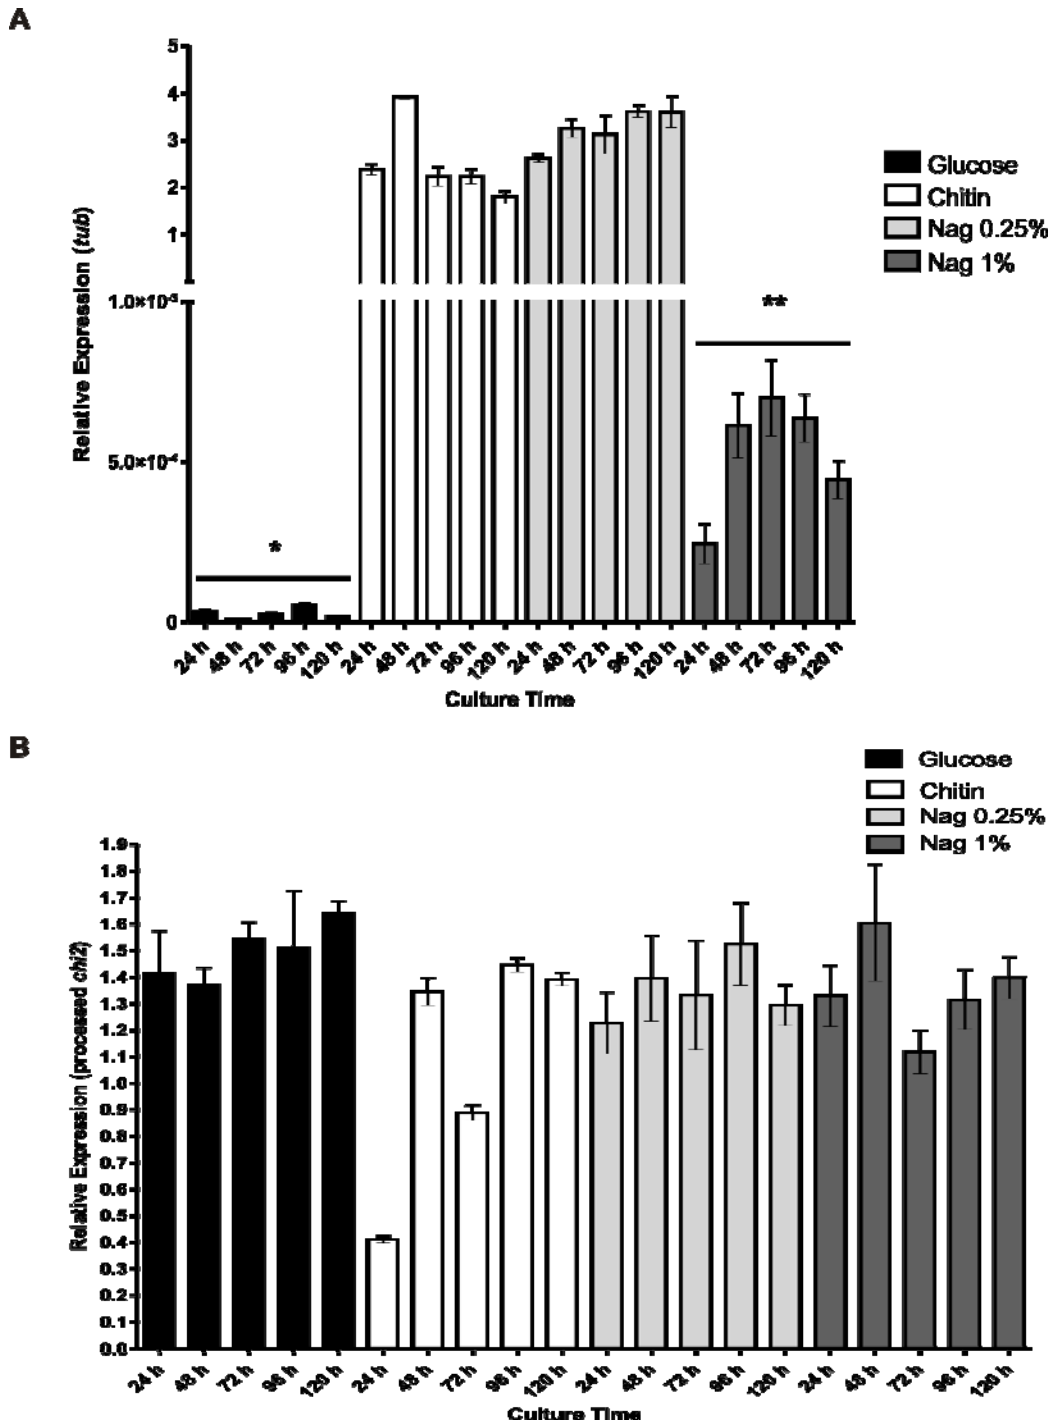 A
5
4
3
2
1
1.0×10⁻³
5.0×10⁻⁴
0
Relative Expression (tub)
*
**
Glucose
Chitin
Nag 0.25%
Nag 1%
24 h 48 h 72 h 96 h 120 h 24 h 48 h 72 h 96 h 120 h 24 h 48 h 72 h 96 h 120 h 24 h 48 h 72 h 96 h 120 h
Culture Time
B
Glucose
Chitin
Nag 0.25%
Nag 1%
1.9
1.8
1.7
1.6
1.5
1.4
1.3
1.2
1.1
1.0
0.9
0.8
0.7
0.6
0.5
0.4
0.3
0.2
0.1
0.0
Relative Expression (processed chi2)
24 h 48 h 72 h 96 h 120 h 24 h 48 h 72 h 96 h 120 h 24 h 48 h 72 h 96 h 120 h 24 h 48 h 72 h 96 h 120 h
Culture Time